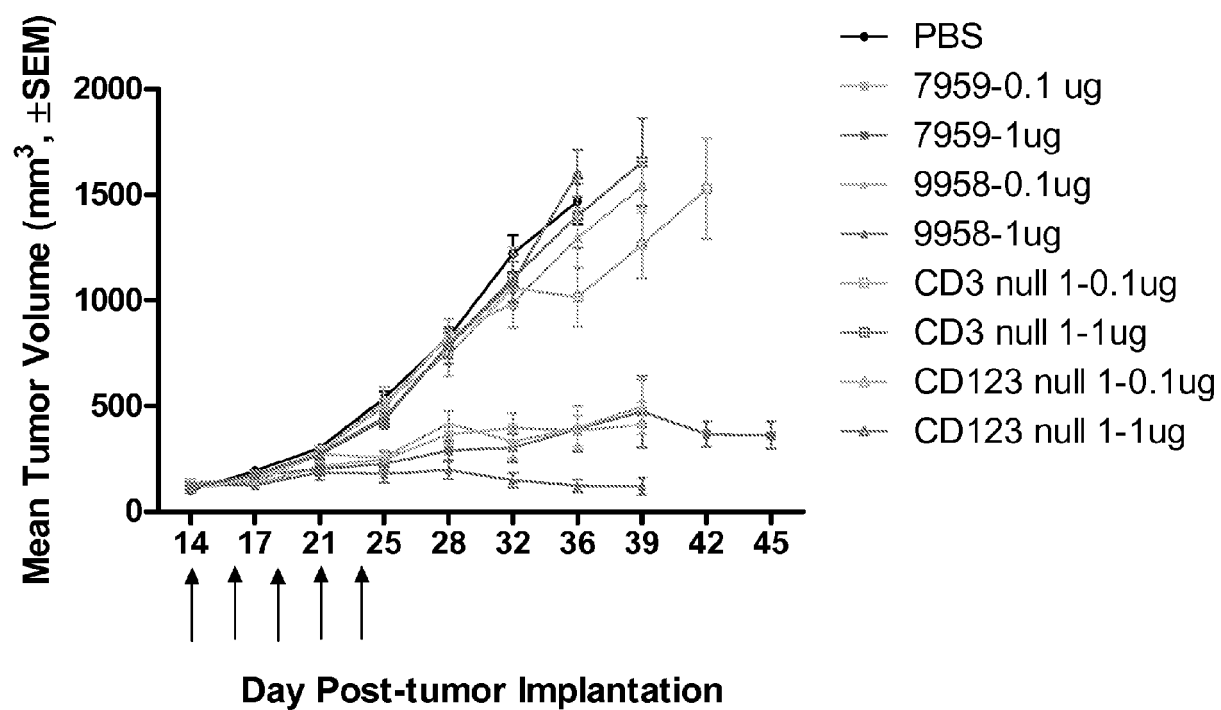 Mean Tumor Volume (mm³, ±SEM)
2000
1500
1000
500
0
14 17 21 25 28 32 36 39 42 45
Day Post-tumor Implantation
PBS
7959-0.1 ug
7959-1ug
9958-0.1ug
9958-1ug
CD3 null 1-0.1ug
CD3 null 1-1ug
CD123 null 1-0.1ug
CD123 null 1-1ug